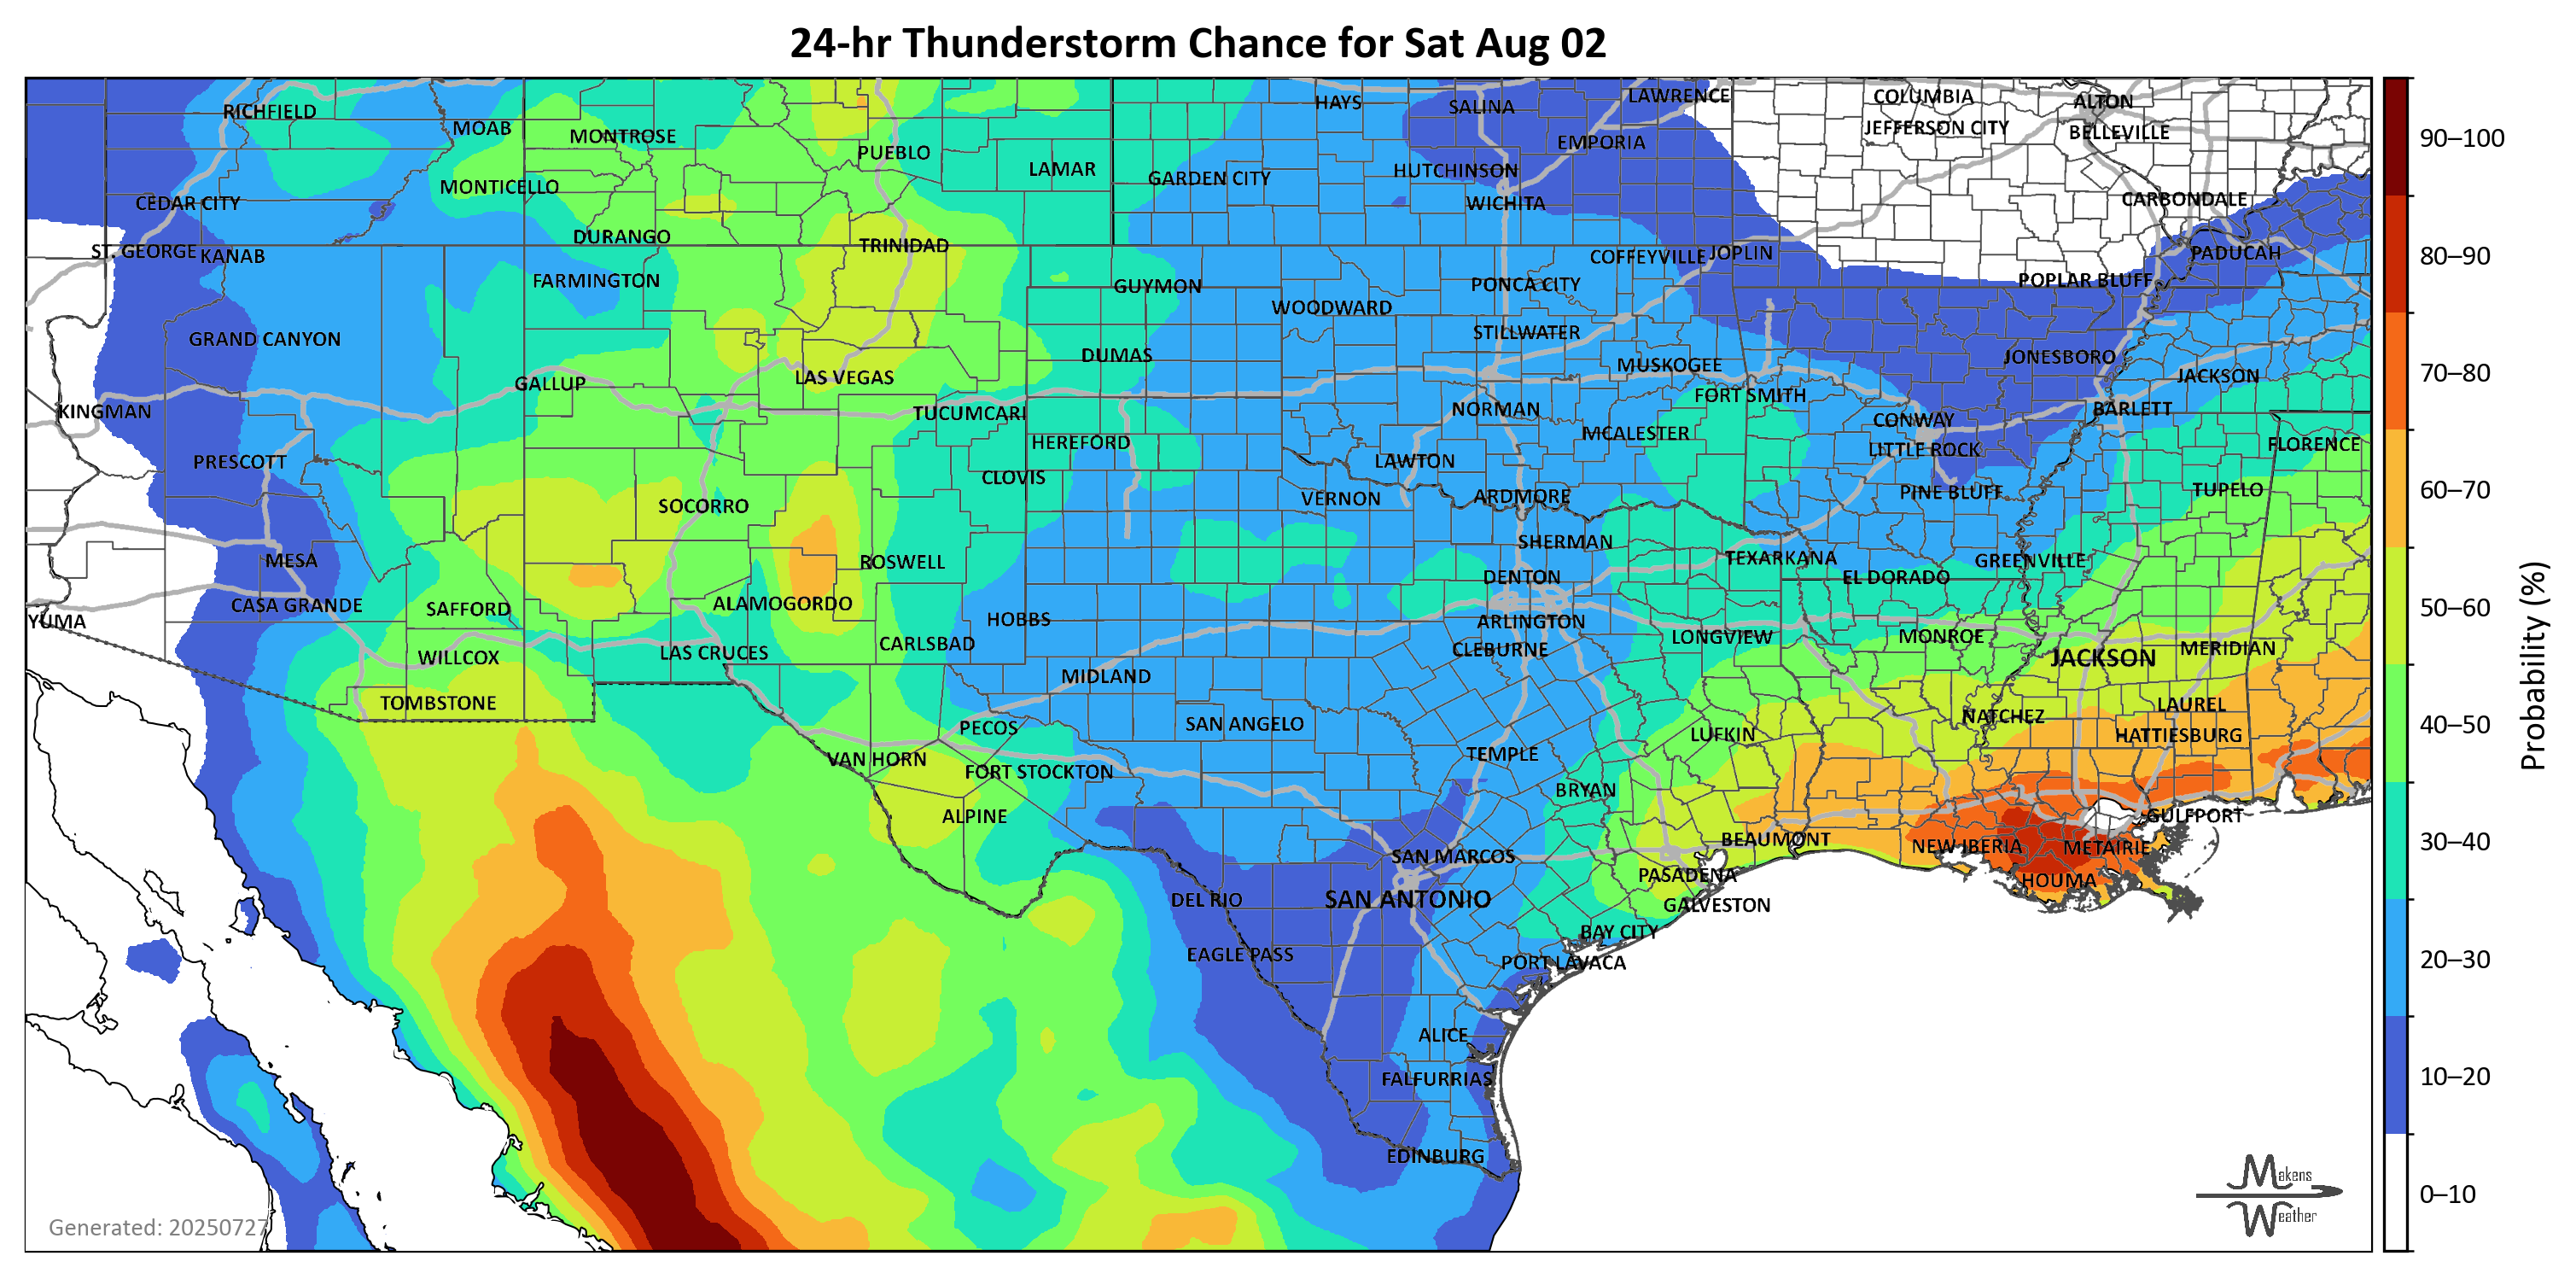 24-hr Thunderstorm Chance for Sat Aug 02
RICHFIELD
MOAB
MONTROSE
PUEBLO
LAMAR
HAYS
SALINA
LAWRENCE
COLUMBIA
ALTON
JEFFERSON CITY
BELLEVILLE
EMPORIA
HUTCHINSON
GARDEN CITY
MONTICELLO
CEDAR CITY
WICHITA
CARBONDALE
DURANGO
TRINIDAD
ST. GEORGE
KANAB
COFFEYVILLE
JOPLIN
PADUCAH
FARMINGTON
GUYMON
PONCA CITY
POPLAR BLUFF
WOODWARD
GRAND CANYON
STILLWATER
DUMAS
JONESBORO
MUSKOGEE
LAS VEGAS
JACKSON
GALLUP
FORT SMITH
KINGMAN
TUCUMCARI
NORMAN
BARLETT
CONWAY
HEREFORD
MCALESTER
FLORENCE
LITTLE ROCK
PRESCOTT
LAWTON
CLOVIS
TUPELO
PINE BLUFF
VERNON
ARDMORE
SOCORRO
SHERMAN
MESA
ROSWELL
TEXARKANA
GREENVILLE
DENTON
EL DORADO
CASA GRANDE
SAFFORD
ALAMOGORDO
HOBBS
YUMA
ARLINGTON
LONGVIEW
MONROE
CARLSBAD
CLEBURNE
MERIDIAN
WILLCOX
LAS CRUCES
JACKSON
MIDLAND
TOMBSTONE
LAUREL
NATCHEZ
SAN ANGELO
PECOS
LUFKIN
HATTIESBURG
TEMPLE
VAN HORN
FORT STOCKTON
BRYAN
ALPINE
GULFPORT
BEAUMONT
NEW IBERIA
METAIRIE
SAN MARCOS
PASADENA
HOUMA
DEL RIO
SAN ANTONIO
GALVESTON
BAY CITY
EAGLE PASS
PORT LAVACA
ALICE
FALFURRIAS
EDINBURG
Generated: 20250727
Makens
Weather
90–100
80–90
70–80
60–70
50–60
40–50
30–40
20–30
10–20
0–10
Probability (%)